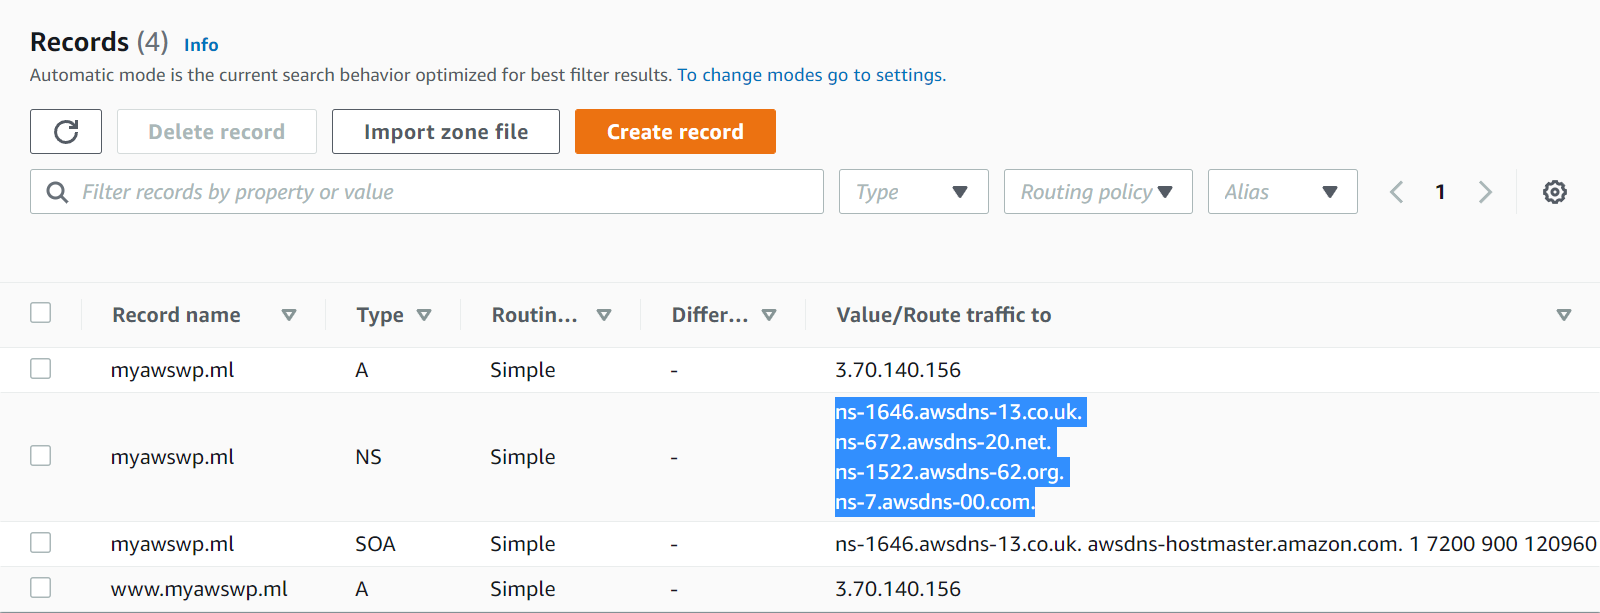 Records (4) Info
Automatic mode is the current search behavior optimized for best filter results. To change modes go to settings.
Delete record Import zone file Create record
Filter records by property or value Type Routing policy Alias 1
Record name Type Routin... Differ... Value/Route traffic to
myawswp.ml A Simple - 3.70.140.156
ns-1646.awsdns-13.co.uk.
ns-672.awsdns-20.net.
myawswp.ml NS Simple -
ns-1522.awsdns-62.org.
ns-7.awsdns-00.com.
myawswp.ml SOA Simple - ns-1646.awsdns-13.co.uk. awsdns-hostmaster.amazon.com. 1 7200 900 120960
www.myawswp.ml A Simple - 3.70.140.156